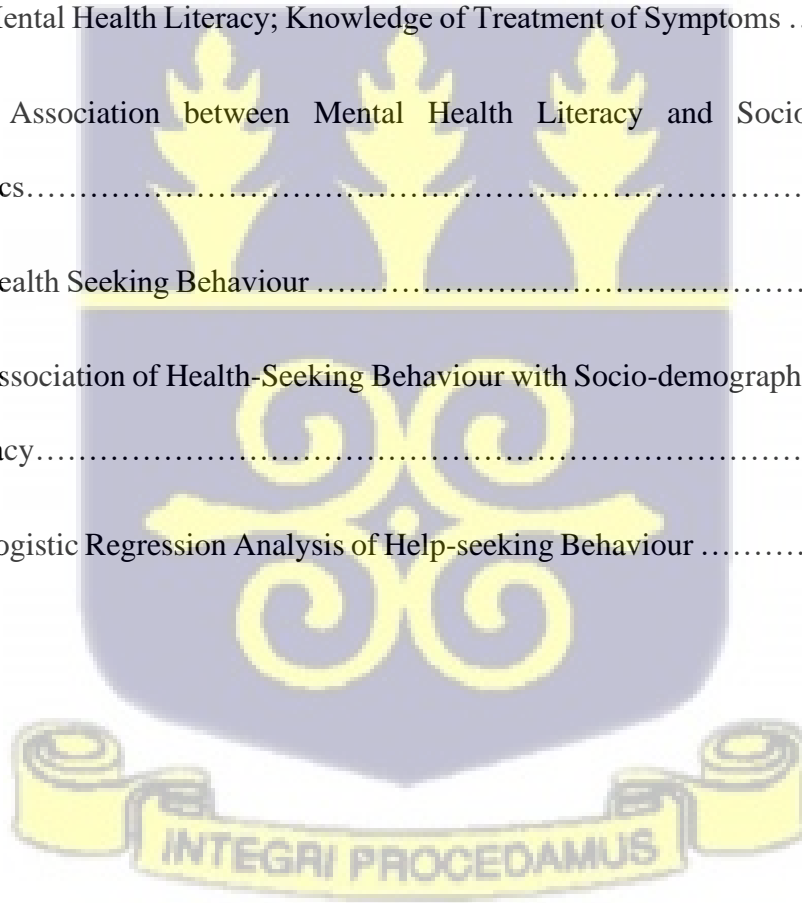 ental Health Literacy; Knowledge of Treatment of Symptoms …
Association between Mental Health Literacy and Socio
cs……………………………………………………………………
ealth Seeking Behaviour ……………………………………
ssociation of Health-Seeking Behaviour with Socio-demograph
acy……………………………………………………………………
ogistic Regression Analysis of Help-seeking Behaviour …………
INTEGRI PROCEDAMUS